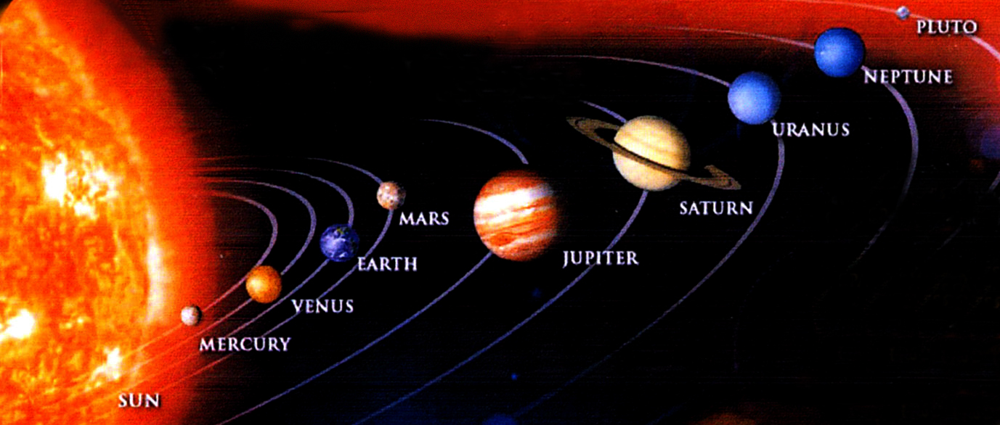 PLUTO
NEPTUNE
URANUS
SATURN
MARS
JUPITER
EARTH
VENUS
MERCURY
SUN